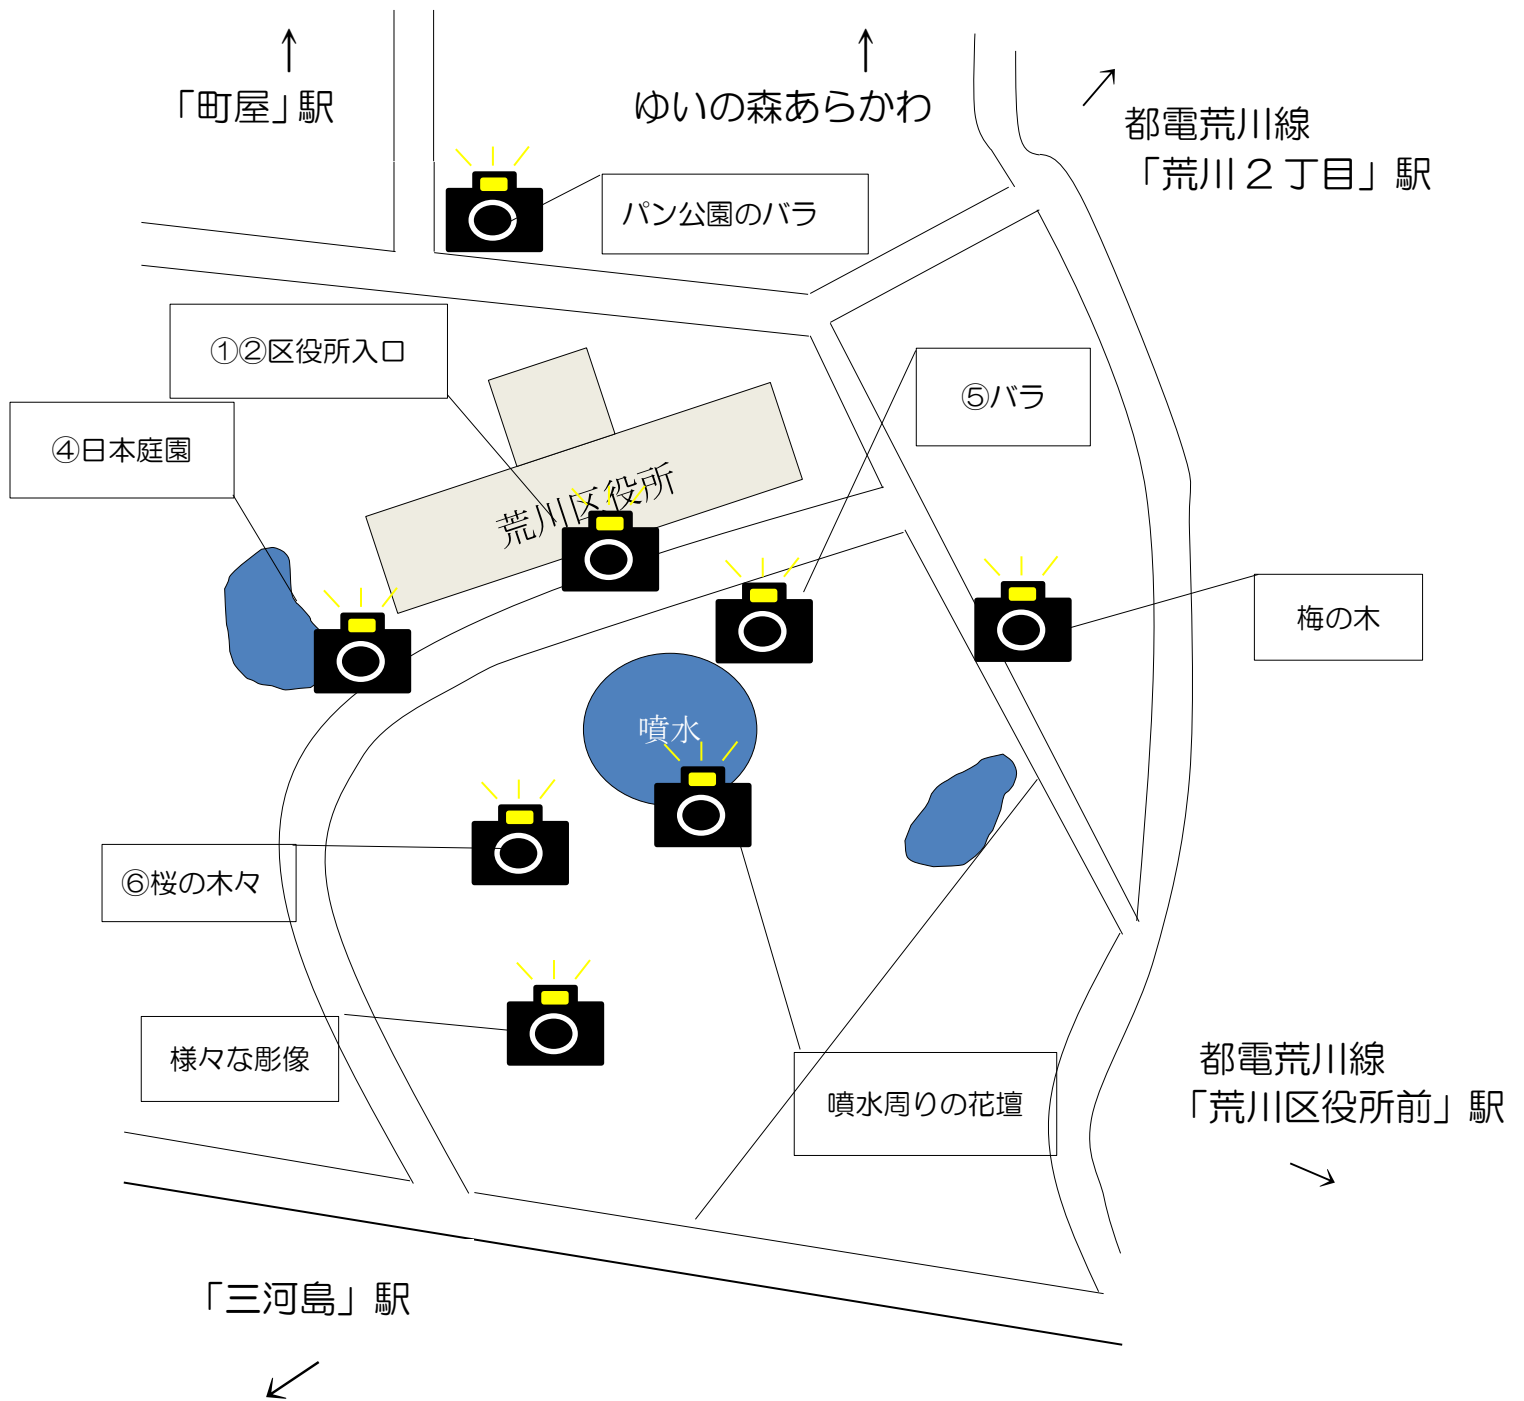 「町屋」駅
ゆいの森あらかわ
都電荒川線
「荒川２丁目」駅
パン公園のバラ
①②区役所入口
⑤バラ
④日本庭園
荒川区役所
梅の木
噴水
⑥桜の木々
様々な彫像
噴水周りの花壇
都電荒川線
「荒川区役所前」駅
「三河島」駅